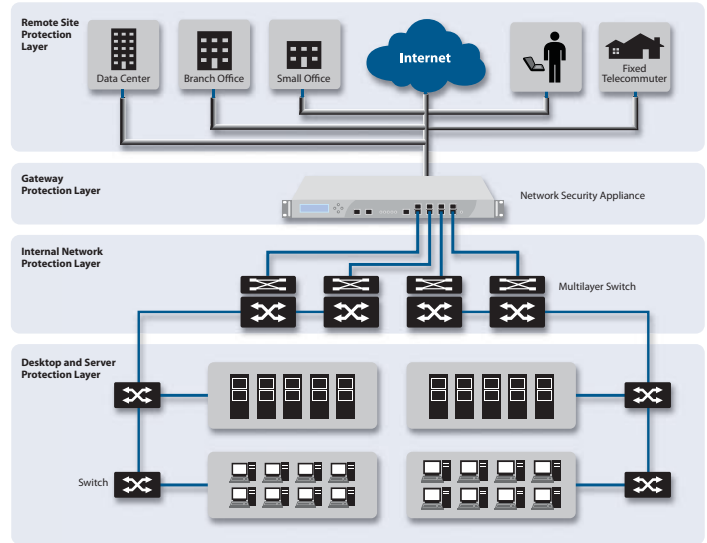 Remote Site
Protection
Layer
Data Center
Branch Office
Small Office
Internet
Fixed
Telecommuter
Gateway
Protection Layer
Network Security Appliance
Internal Network
Protection Layer
Multilayer Switch
Desktop and Server
Protection Layer
Switch